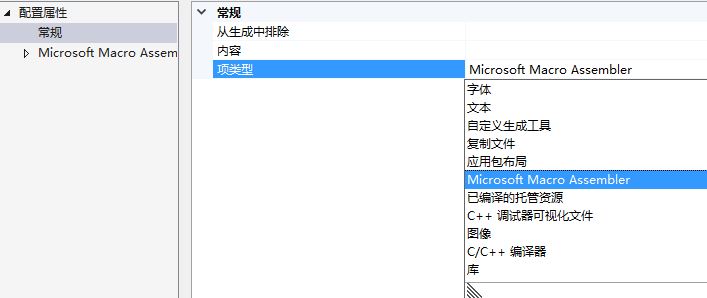 配置属性
常规
Microsoft Macro Assem
常规
从生成中排除
内容
项类型
Microsoft Macro Assembler
字体
文本
自定义生成工具
复制文件
应用包布局
Microsoft Macro Assembler
已编译的托管资源
C++ 调试器可视化文件
图像
C/C++ 编译器
库